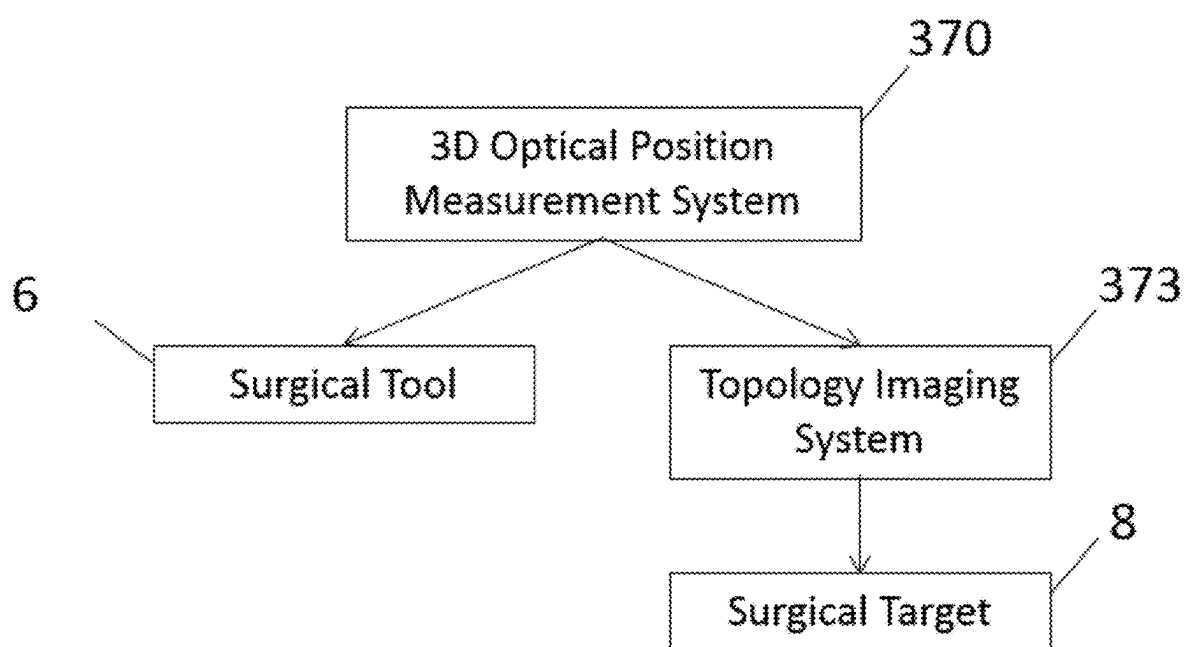 370
3D Optical Position
Measurement System
6
373
Surgical Tool
Topology Imaging
System
8
Surgical Target